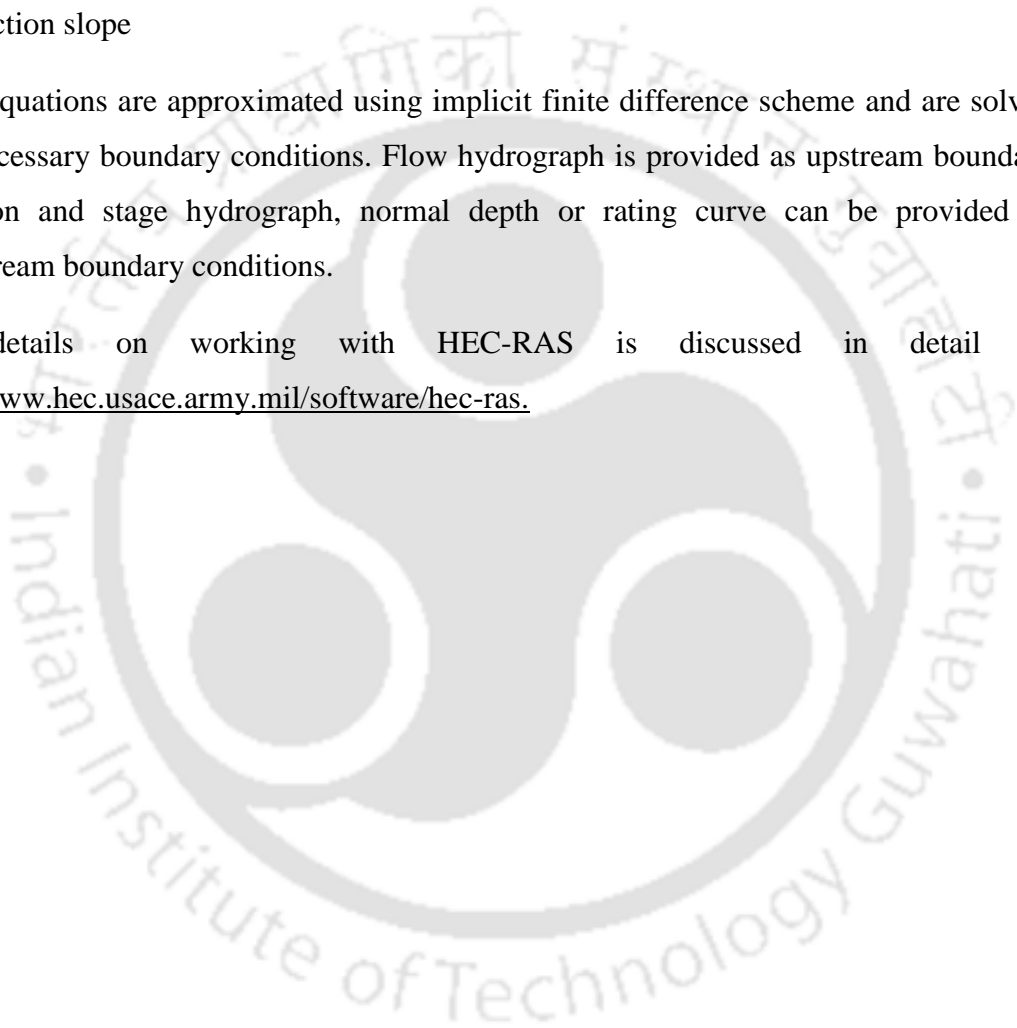 ction slope
quations are approximated using implicit finite difference scheme and are solv
cessary boundary conditions. Flow hydrograph is provided as upstream bounda
on and stage hydrograph, normal depth or rating curve can be provided
ream boundary conditions.
details on working with HEC-RAS is discussed in detail
ww.hec.usace.army.mil/software/hec-ras.
भारतीय प्रौद्योगिकी संस्थान गुवाहाटी
Indian Institute of Technology Guwahati